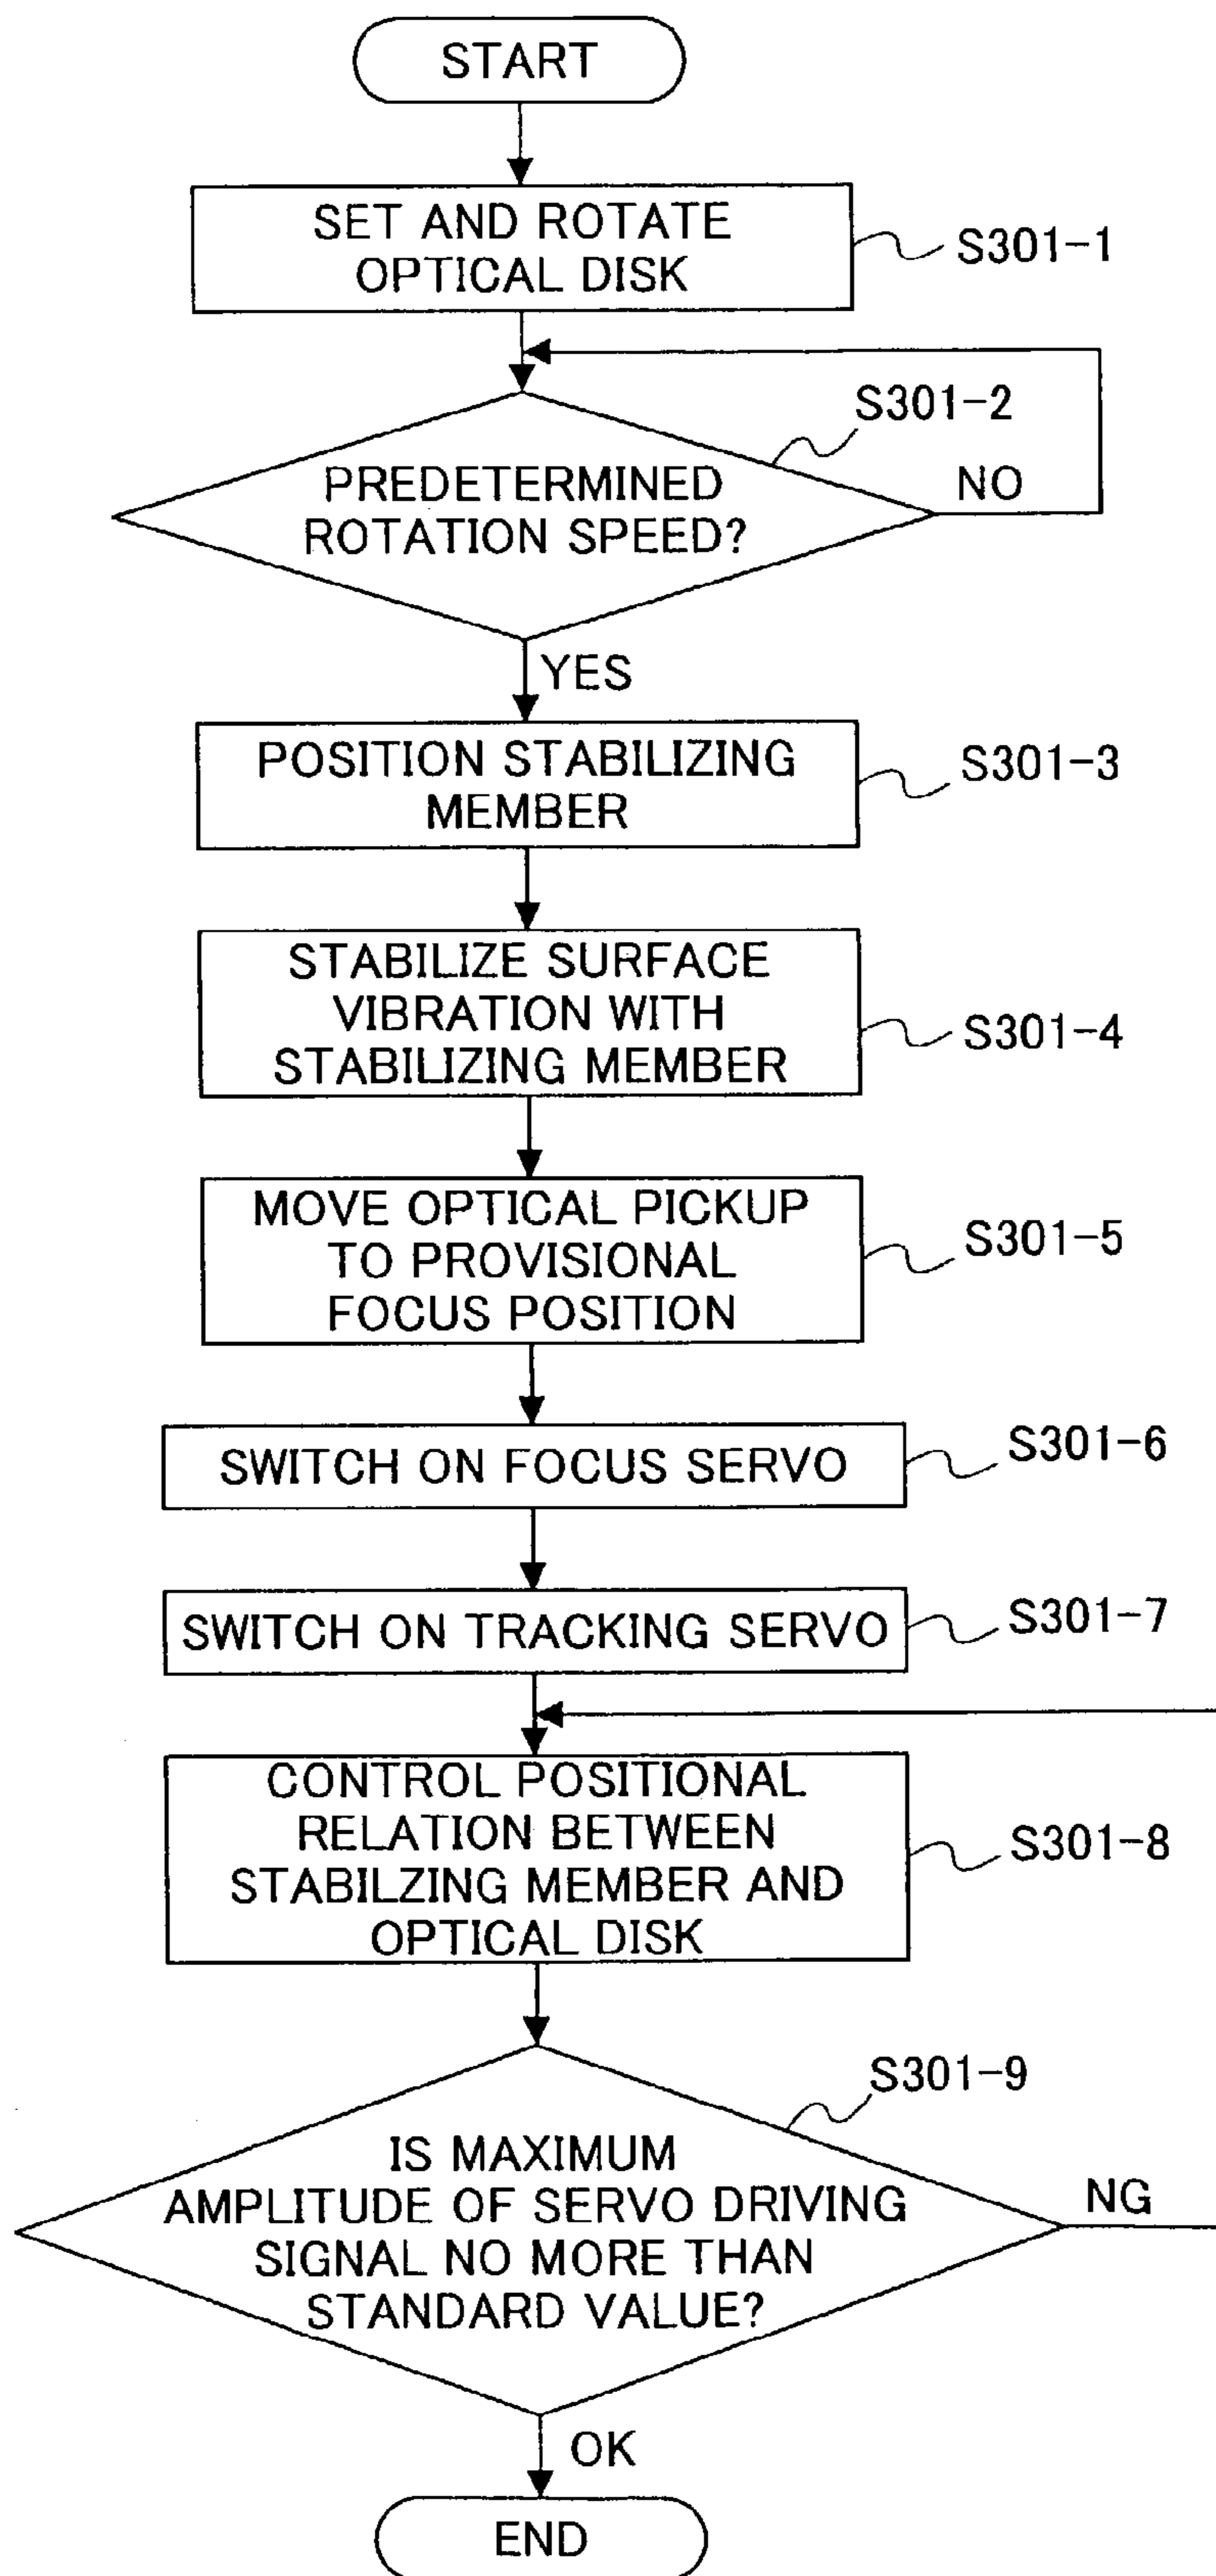 START
SET AND ROTATE
OPTICAL DISK
S301-1
S301-2
PREDETERMINED
ROTATION SPEED?
NO
YES
POSITION STABILIZING
MEMBER
S301-3
STABILIZE SURFACE
VIBRATION WITH
STABILIZING MEMBER
S301-4
MOVE OPTICAL PICKUP
TO PROVISIONAL
FOCUS POSITION
S301-5
SWITCH ON FOCUS SERVO
S301-6
SWITCH ON TRACKING SERVO
S301-7
CONTROL POSITIONAL
RELATION BETWEEN
STABILZING MEMBER AND
OPTICAL DISK
S301-8
S301-9
IS MAXIMUM
AMPLITUDE OF SERVO DRIVING
SIGNAL NO MORE THAN
STANDARD VALUE?
NG
OK
END